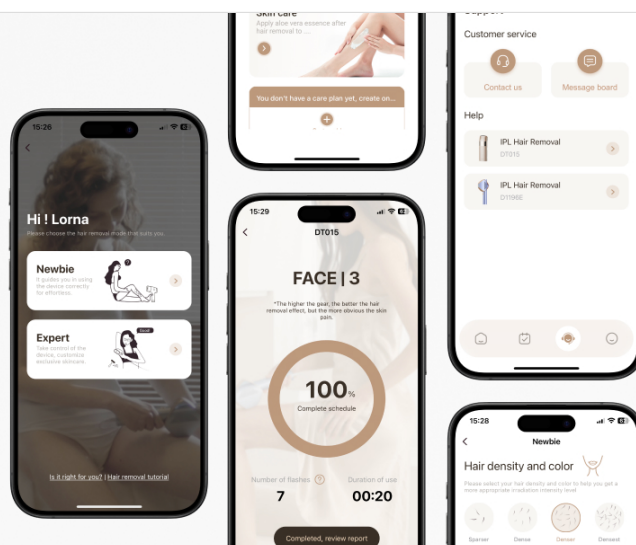 Skin care
Apply aloe vera essence after
hair removal to ...
You don't have a care plan yet, create on...
15:26
Hi ! Lorna
Please choose the hair removal mode that suits you.
Newbie
It guides you in using
the device correctly
for effortless.
Expert
Take control of the
device, customize
exclusive skincare.
Is it right for you? | Hair removal tutorial
15:29
DT015
FACE | 3
*The higher the gear, the better the hair
removal effect, but the more obvious the skin
pain.
100%
Complete schedule
Number of flashes ?
Duration of use
7
00:20
Completed, review report
Support
Customer service
Contact us
Message board
Help
IPL Hair Removal
DT015
IPL Hair Removal
D1196E
15:28
Newbie
Hair density and color
Please select your hair density and color to help you get a
more appropriate irradiation intensity level
Sparser
Dense
Denser
Densest